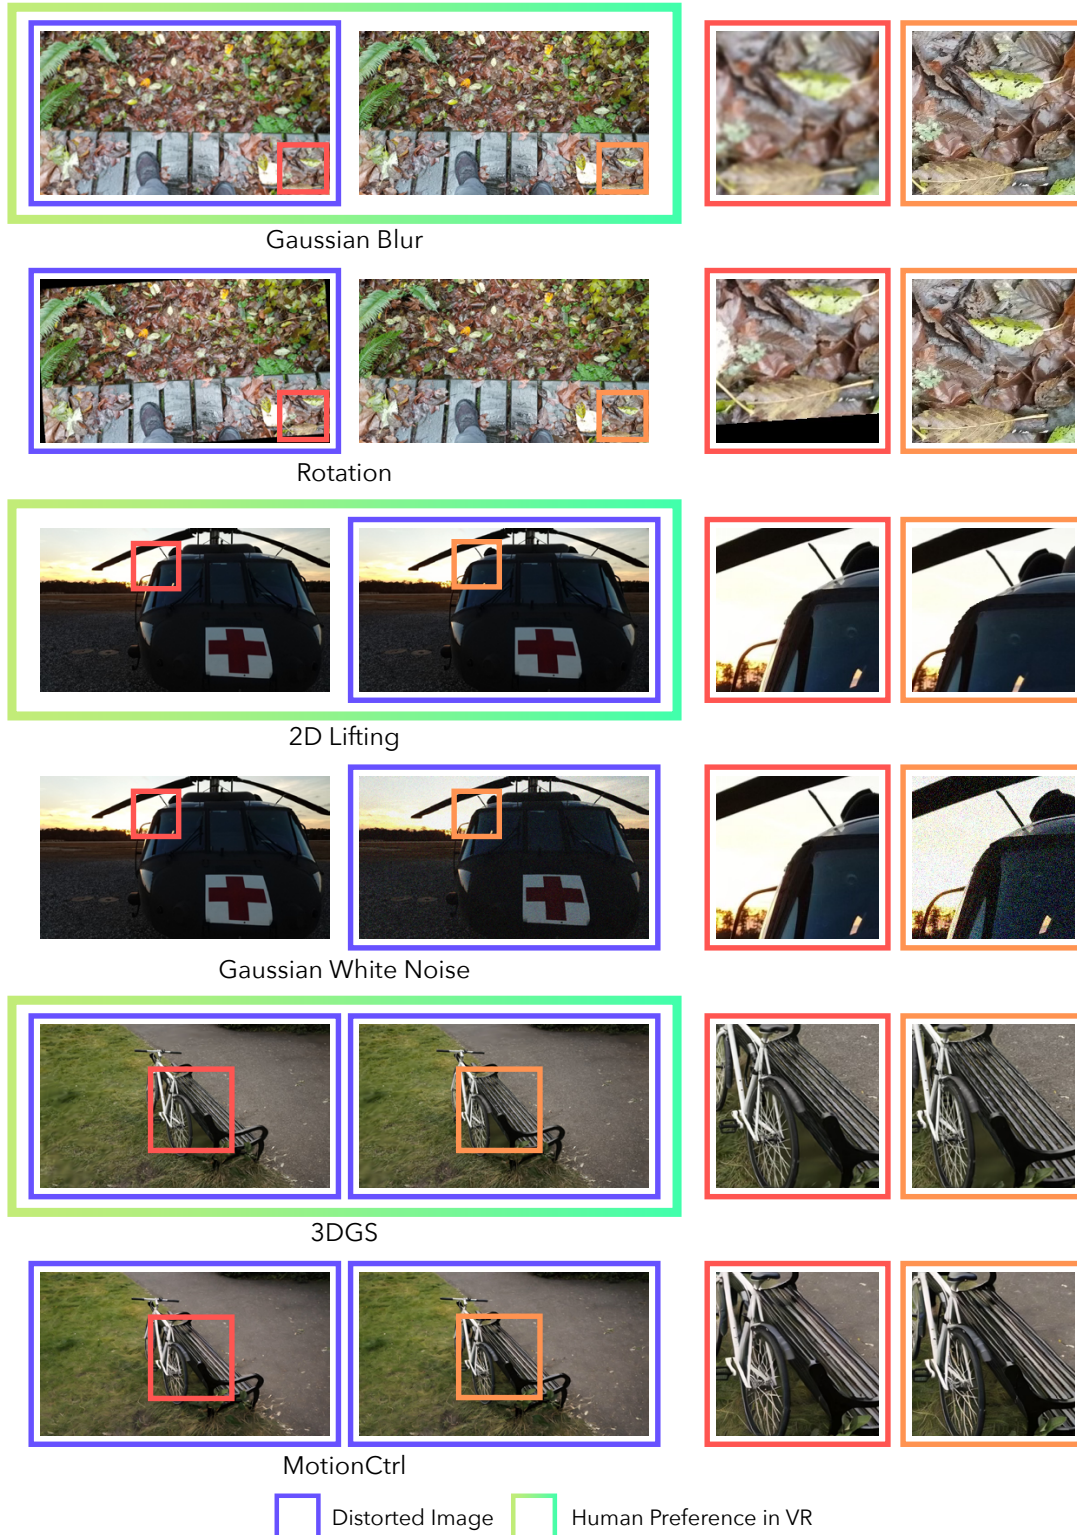 Gaussian Blur
Rotation
2D Lifting
Gaussian White Noise
3DGS
MotionCtrl
Distorted Image
Human Preference in VR